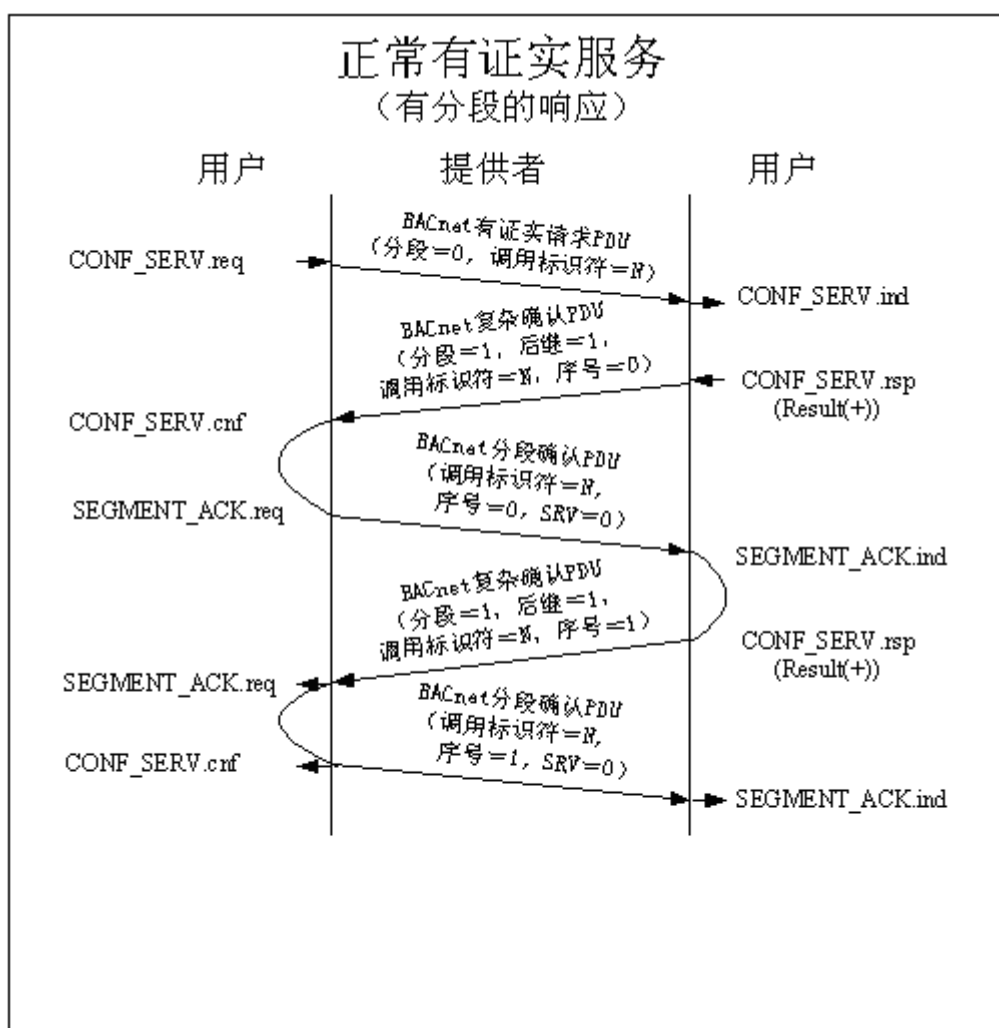 正常有证实服务
（有分段的响应）
用户
提供者
用户
BACnet有证实请求PDU
（分段=0，调用标识符=N）
CONF_SERV.req
CONF_SERV.ind
BACnet复杂确认PDU
（分段=1，后继=1，
调用标识符=N，序号=0）
CONF_SERV.rsp
(Result(+))
CONF_SERV.cnf
BACnet分段确认PDU
（调用标识符=N,
序号=0, SRV=0）
SEGMENT_ACK.req
SEGMENT_ACK.ind
BACnet复杂确认PDU
（分段=1，后继=1，
调用标识符=N，序号=1）
CONF_SERV.rsp
(Result(+))
SEGMENT_ACK.req
BACnet分段确认PDU
（调用标识符=N,
序号=1, SRV=0）
CONF_SERV.cnf
SEGMENT_ACK.ind